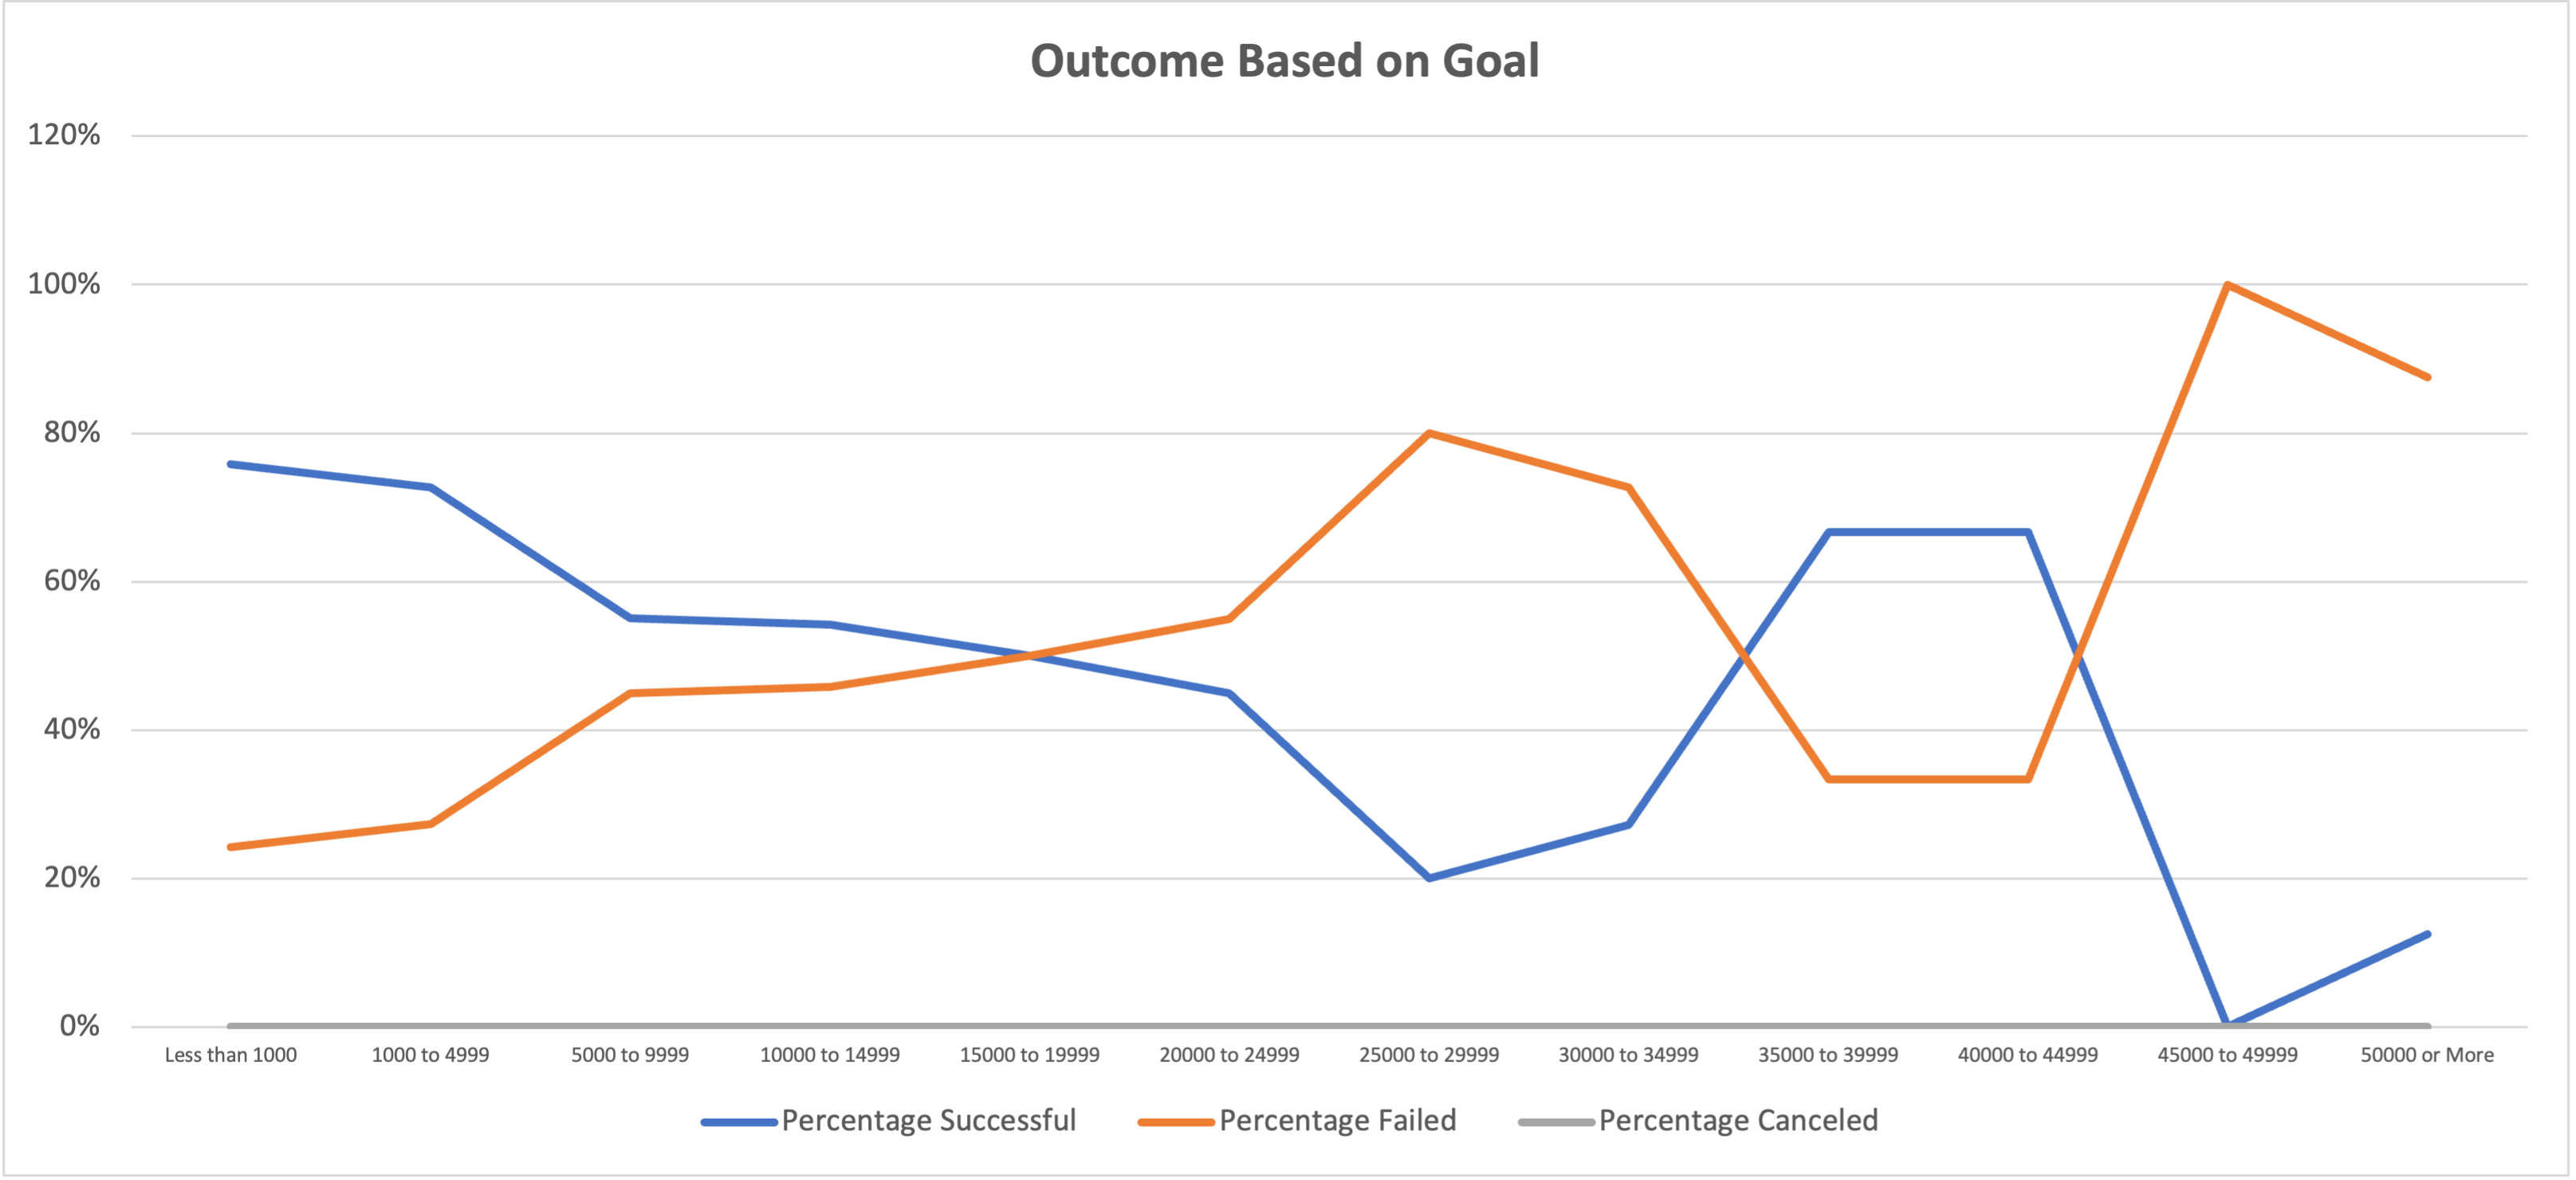 Outcome Based on Goal
120%
100%
80%
60%
40%
20%
0%
Less than 1000 1000 to 4999 5000 to 9999 10000 to 14999 15000 to 19999 20000 to 24999 25000 to 29999 30000 to 34999 35000 to 39999 40000 to 44999 45000 to 49999 50000 or More
Percentage Successful Percentage Failed Percentage Canceled